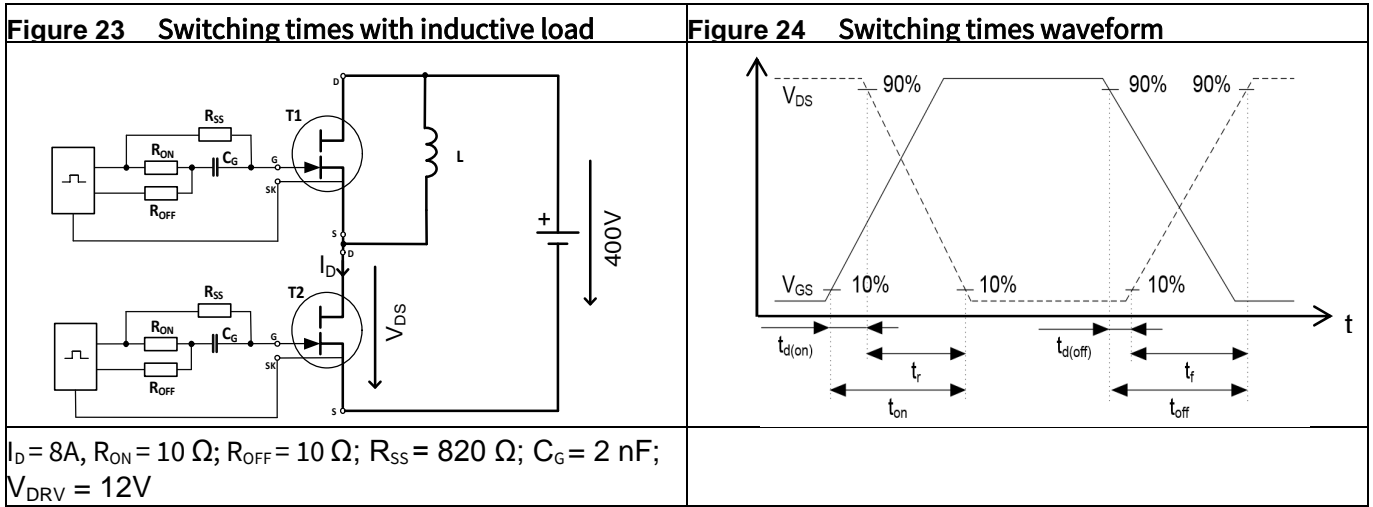 Figure 23 Switching times with inductive load
D
T1
RSS
RON
CG
G
SK
ROFF
L
S
D
ID
+
400V
VDS
T2
RSS
RON
CG
G
SK
ROFF
S
ID = 8A, RON = 10 Ω; ROFF = 10 Ω; RSS = 820 Ω; CG = 2 nF;
VDRV = 12V
Figure 24 Switching times waveform
VDS
90%
90%
90%
VGS
10%
10%
10%
t
td(on)
td(off)
tr
tf
ton
toff